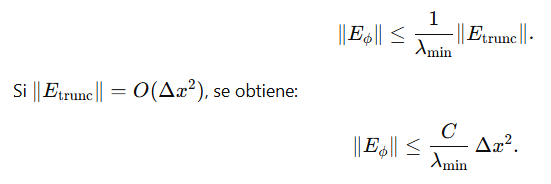 ‖E_ϕ‖ ≤ 1/λ_min ‖E_trunc‖.
Si ‖E_trunc‖ = O(Δx²), se obtiene:
‖E_ϕ‖ ≤ C/λ_min Δx².